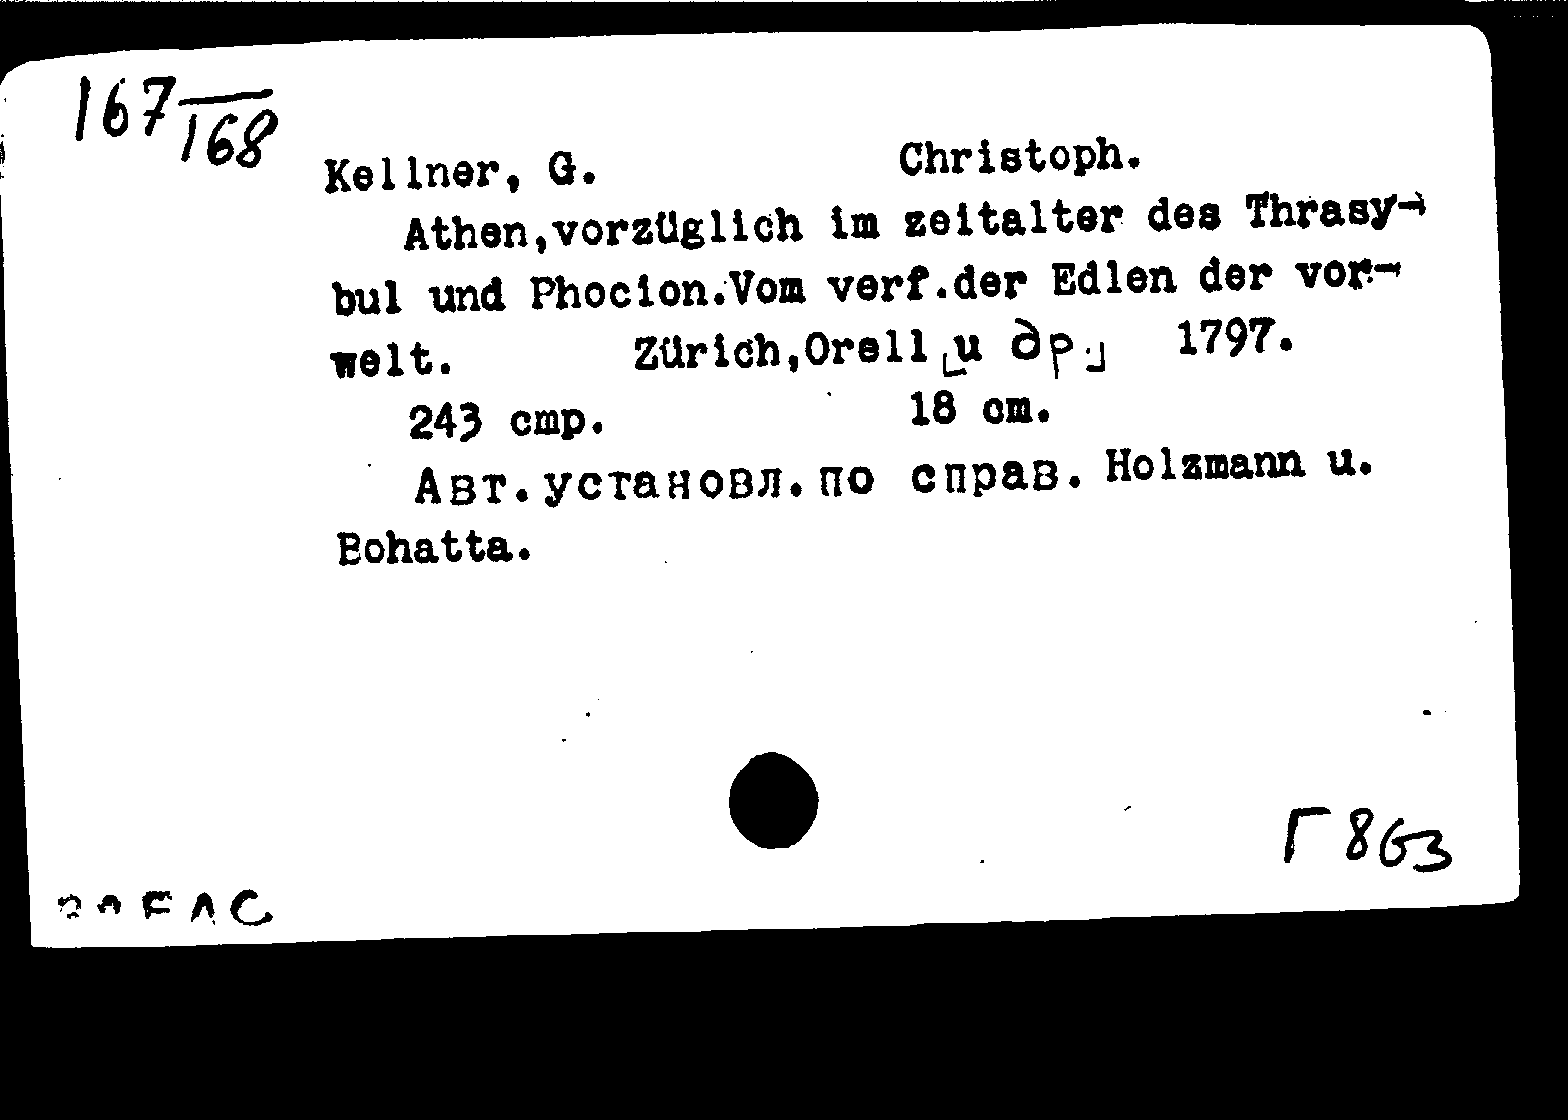 167/168
Kellner, G. Christoph.
Athen,vorzüglich im zeitalter des Thrasy-
bul und Phocion.Vom verf.der Edlen der vor-
welt. Zürich,Orell [и др.] 1797.
243 стр. 18 cm.
Авт.установл.по справ. Holzmann u.
Bohatta.
Г 863